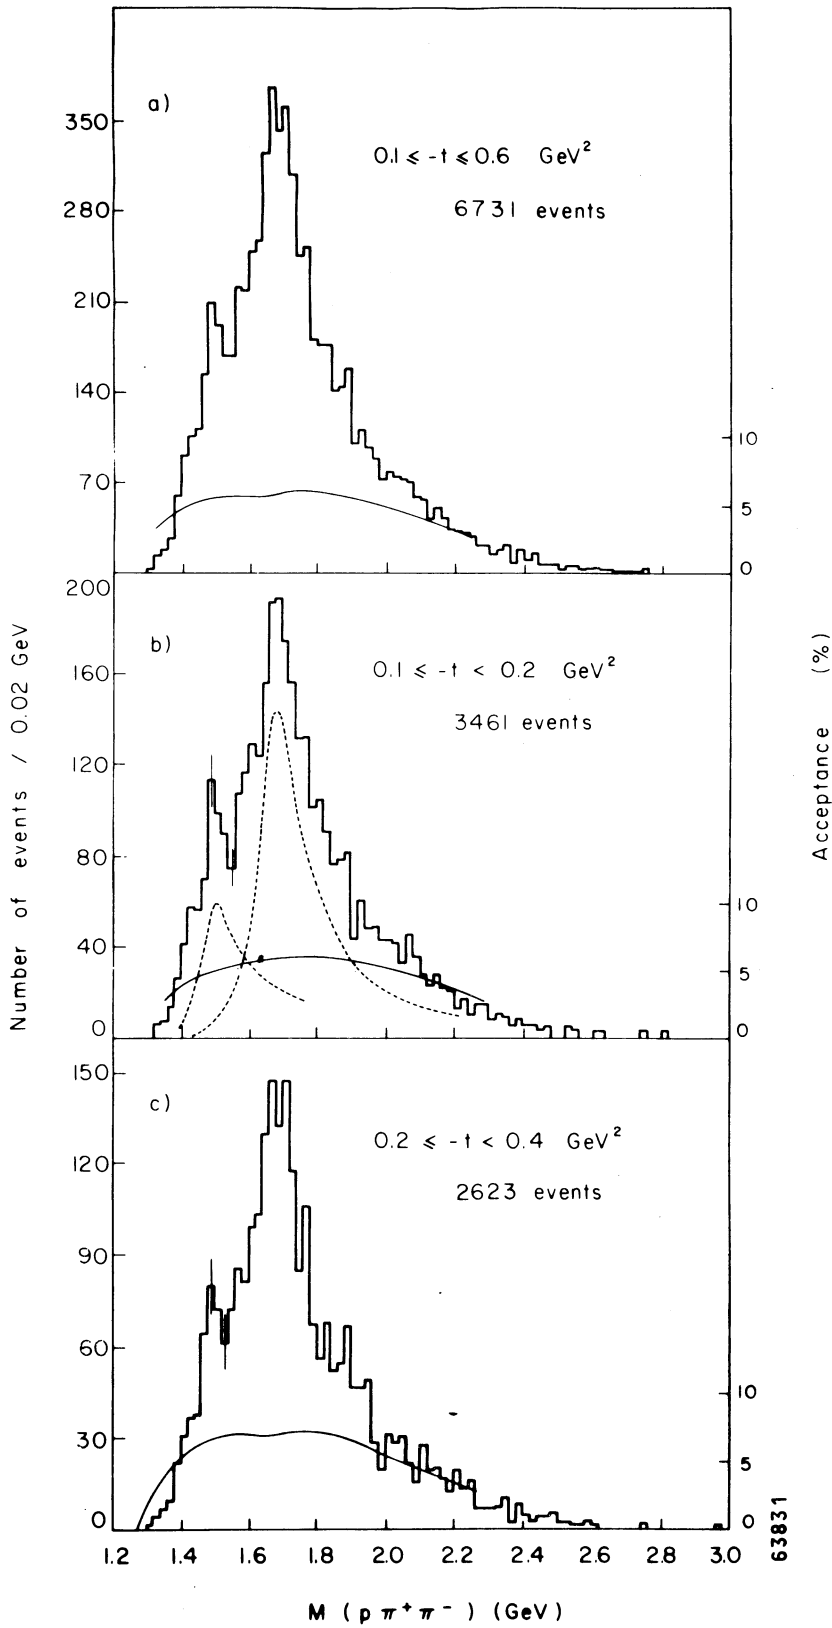 a)
0.1 ⩽ -t ⩽ 0.6 GeV²
6731 events
350
280
210
140
70
10
5
0
b)
0.1 ⩽ -t < 0.2 GeV²
3461 events
200
160
120
80
40
0
10
5
0
c)
0.2 ⩽ -t < 0.4 GeV²
2623 events
150
120
90
60
30
0
10
5
0
Number of events / 0.02 GeV
Acceptance (%)
1.2 1.4 1.6 1.8 2.0 2.2 2.4 2.6 2.8 3.0
M (pπ⁺π⁻) (GeV)
63831